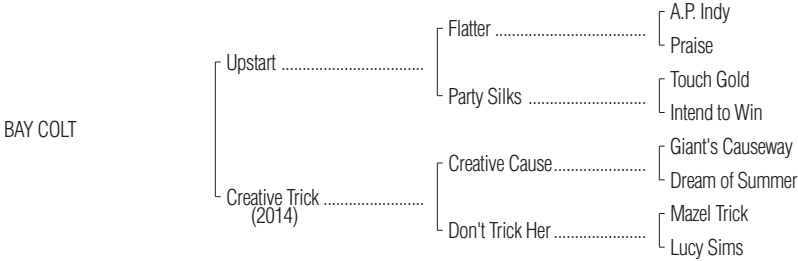 A.P. Indy
Flatter ....................................
Praise
Upstart ..................................
Touch Gold
Party Silks ............................
Intend to Win
BAY COLT
Giant's Causeway
Creative Cause......................
Dream of Summer
Creative Trick ........................
(2014)
Mazel Trick
Don't Trick Her ......................
Lucy Sims